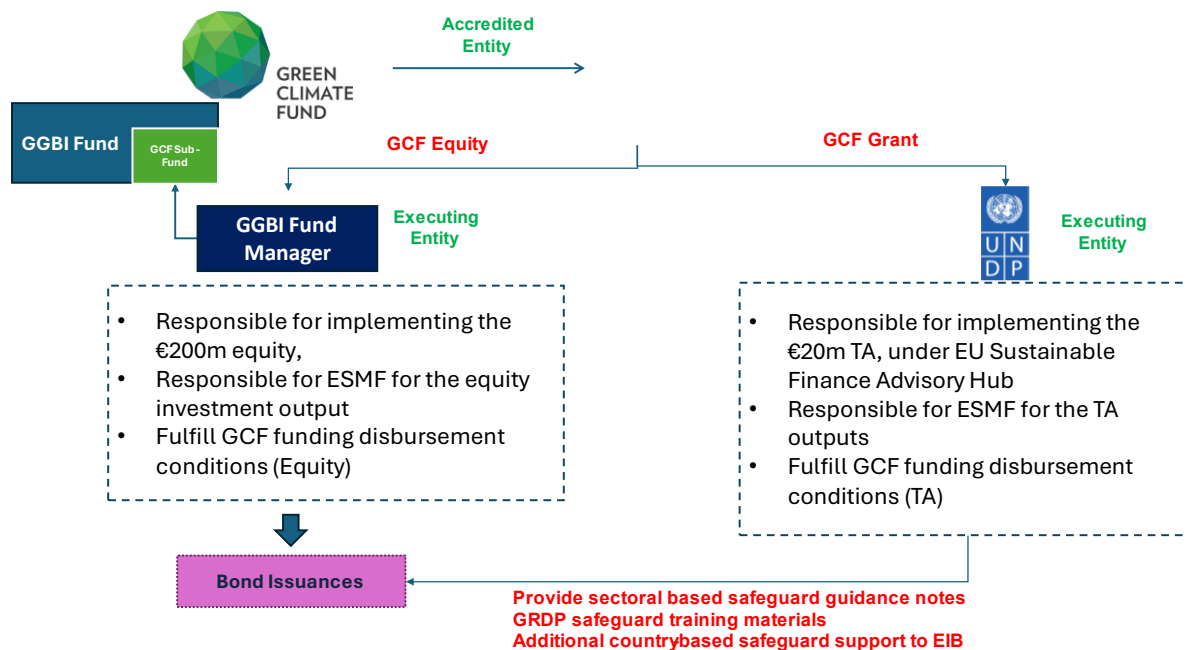 Accredited
Entity
GREEN
CLIMATE
FUND
GGBI Fund
GCF Sub -
Fund
GCF Equity
GCF Grant
GGBI Fund
Manager
Executing
Entity
U N
D P
Executing
Entity
• Responsible for implementing the
€200m equity,
• Responsible for ESMF for the equity
investment output
• Fulfill GCF funding disbursement
conditions (Equity)
• Responsible for implementing the
€20m TA, under EU Sustainable
Finance Advisory Hub
• Responsible for ESMF for the TA
outputs
• Fulfill GCF funding disbursement
conditions (TA)
Bond Issuances
Provide sectoral based safeguard guidance notes
GRDP safeguard training materials
Additional country-based safeguard support to EIB